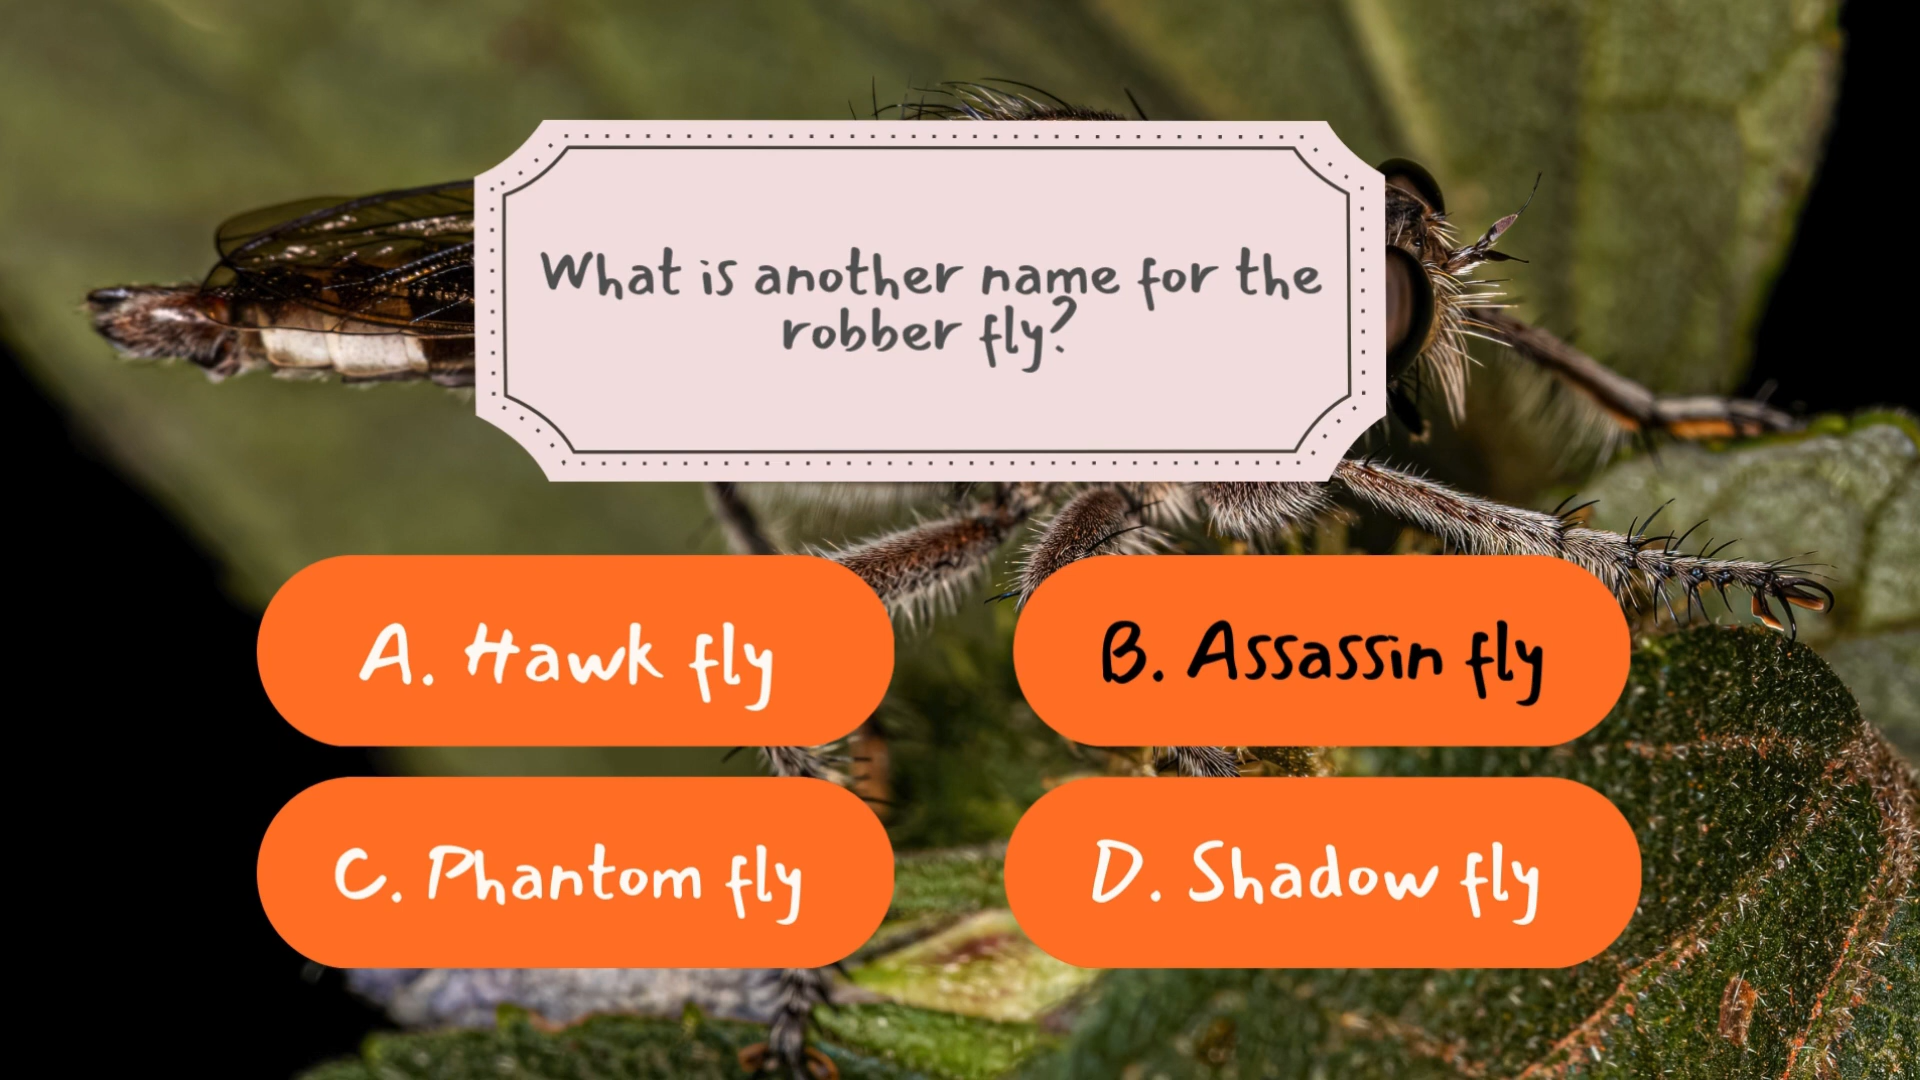 What is another name for the
robber fly?
A. Hawk fly
B. Assassin fly
C. Phantom fly
D. Shadow fly